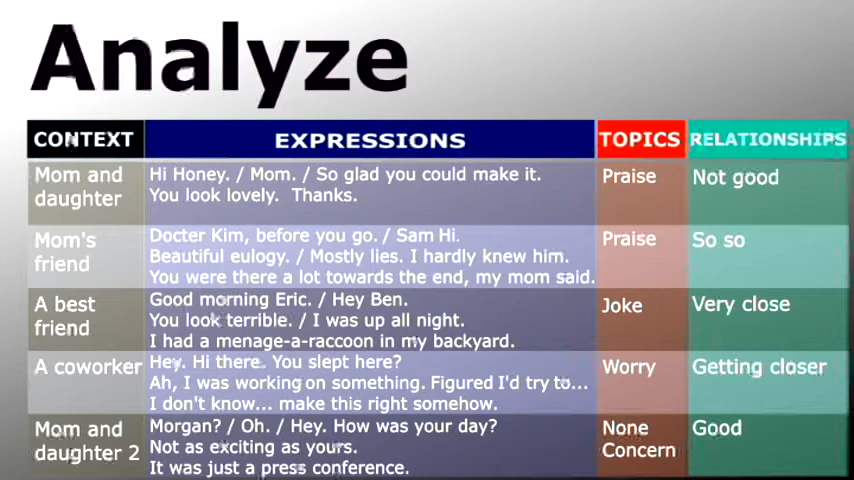 Analyze
CONTEXT EXPRESSIONS TOPICS RELATIONSHIPS
Mom and daughter
Hi Honey. / Mom. / So glad you could make it.
You look lovely. Thanks.
Praise
Not good
Mom's friend
Docter Kim, before you go. / Sam Hi.
Beautiful eulogy. / Mostly lies. I hardly knew him.
You were there a lot towards the end, my mom said.
Praise
So so
A best friend
Good morning Eric. / Hey Ben.
You look terrible. / I was up all night.
I had a menage-a-raccoon in my backyard.
Joke
Very close
A coworker
Hey. Hi there. You slept here?
Ah, I was working on something. Figured I'd try to...
I don't know... make this right somehow.
Worry
Getting closer
Mom and daughter 2
Morgan? / Oh. / Hey. How was your day?
Not as exciting as yours.
It was just a press conference.
None
Concern
Good